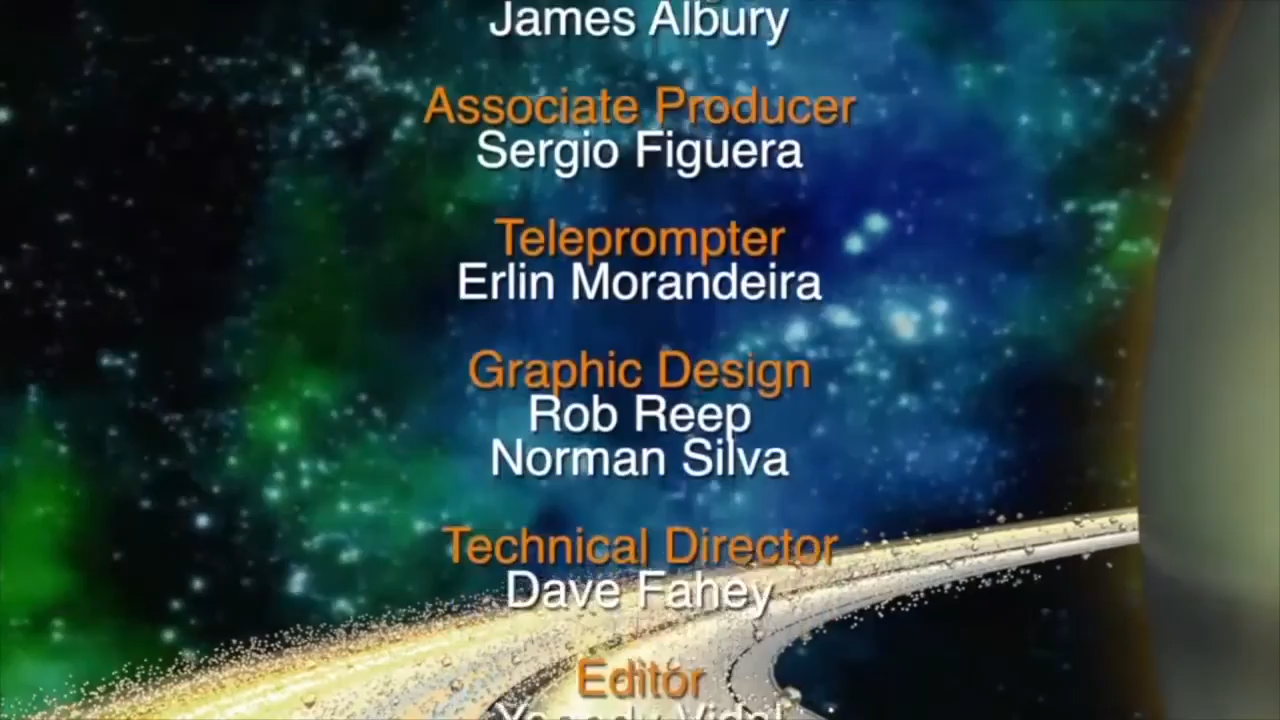 James Albury
Associate Producer
Sergio Figuera
Teleprompter
Erlin Morandeira
Graphic Design
Rob Reep
Norman Silva
Technical Director
Dave Fahey
Editor
Vidal